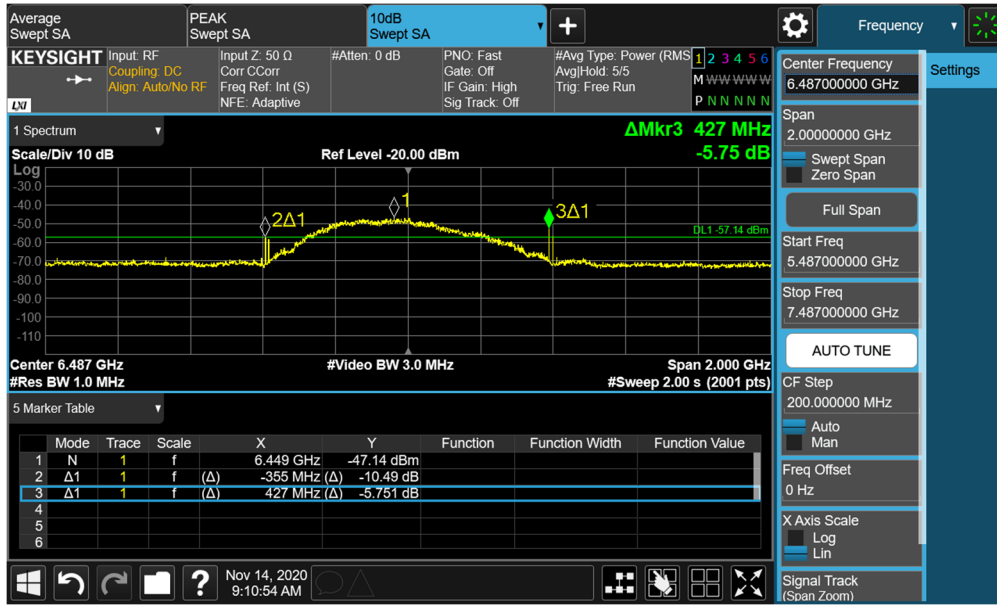 Average
Swept SA
PEAK
Swept SA
10dB
Swept SA
+
Frequency
KEYSIGHT
LXI
Input: RF
Coupling: DC
Align: Auto/No RF
Input Z: 50 Ω
Corr CCorr
Freq Ref: Int (S)
NFE: Adaptive
#Atten: 0 dB
PNO: Fast
Gate: Off
IF Gain: High
Sig Track: Off
#Avg Type: Power (RMS
Avg|Hold: 5/5
Trig: Free Run
1 2 3 4 5 6
M W W W W W
P N N N N N
1 Spectrum
ΔMkr3 427 MHz
-5.75 dB
Scale/Div 10 dB
Ref Level -20.00 dBm
Log
-30.0
-40.0
-50.0
-60.0
-70.0
-80.0
-90.0
-100
-110
2Δ1
1
3Δ1
DL1 -57.14 dBm
Center 6.487 GHz
#Video BW 3.0 MHz
Span 2.000 GHz
#Res BW 1.0 MHz
#Sweep 2.00 s (2001 pts)
5 Marker Table
Mode Trace Scale X Y Function Function Width Function Value
1 N 1 f 6.449 GHz -47.14 dBm
2 Δ1 1 f (Δ) -355 MHz (Δ) -10.49 dB
3 Δ1 1 f (Δ) 427 MHz (Δ) -5.751 dB
4
5
6
?
Nov 14, 2020
9:10:54 AM
Center Frequency
6.487000000 GHz
Settings
Span
2.00000000 GHz
Swept Span
Zero Span
Full Span
Start Freq
5.487000000 GHz
Stop Freq
7.487000000 GHz
AUTO TUNE
CF Step
200.000000 MHz
Auto
Man
Freq Offset
0 Hz
X Axis Scale
Log
Lin
Signal Track
(Span Zoom)